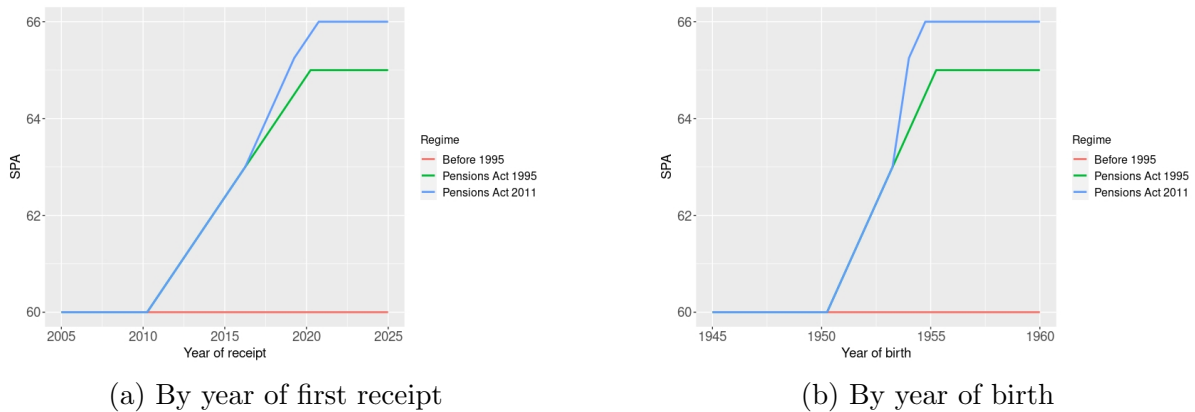 66
64
62
60
SPA
2005
2010
2015
2020
2025
Year of receipt
Regime
Before 1995
Pensions Act 1995
Pensions Act 2011
(a) By year of first receipt
66
64
62
60
SPA
1945
1950
1955
1960
Year of birth
Regime
Before 1995
Pensions Act 1995
Pensions Act 2011
(b) By year of birth